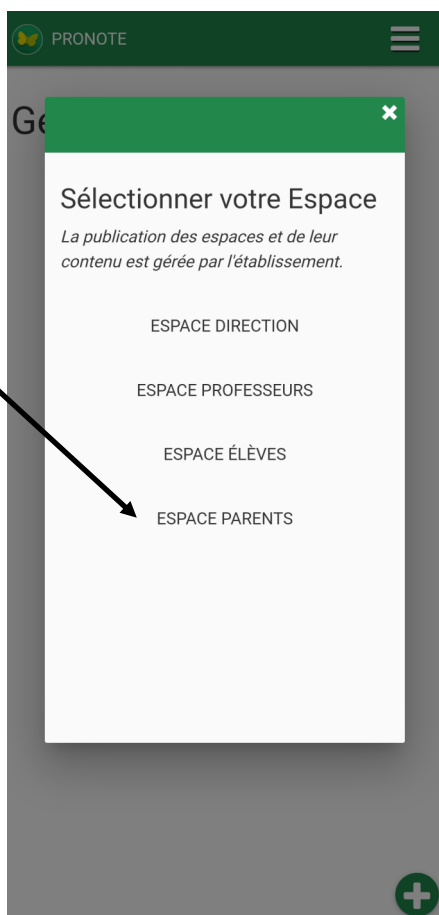 PRONOTE
Ge
Sélectionner votre Espace
La publication des espaces et de leur
contenu est gérée par l'établissement.
ESPACE DIRECTION
ESPACE PROFESSEURS
ESPACE ÉLÈVES
ESPACE PARENTS